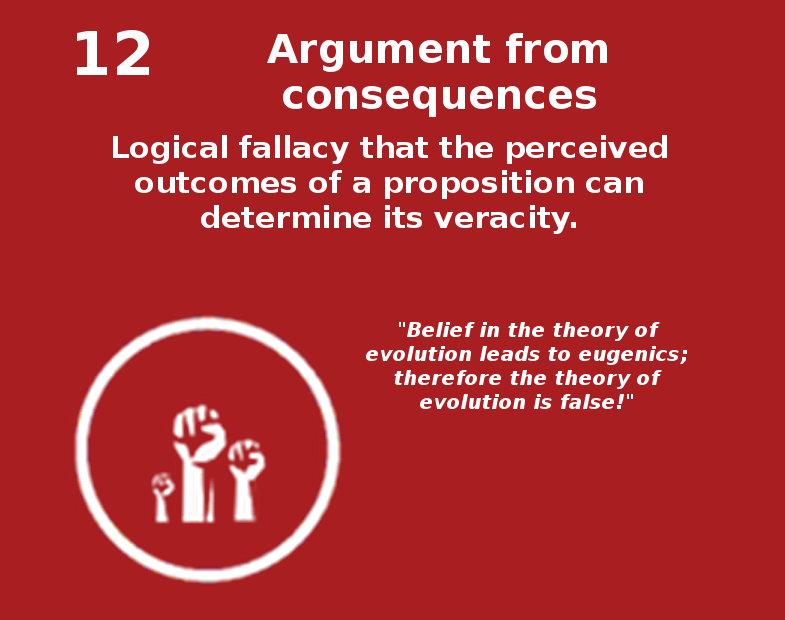 12
Argument from
consequences
Logical fallacy that the perceived
outcomes of a proposition can
determine its veracity.
"Belief in the theory of
evolution leads to eugenics;
therefore the theory of
evolution is false!"